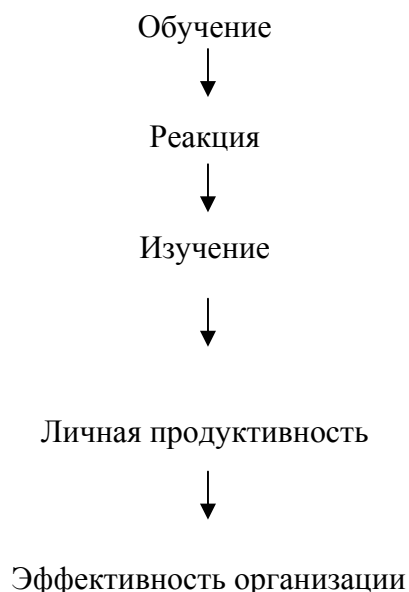 Обучение
Реакция
Изучение
Личная продуктивность
Эффективность организации